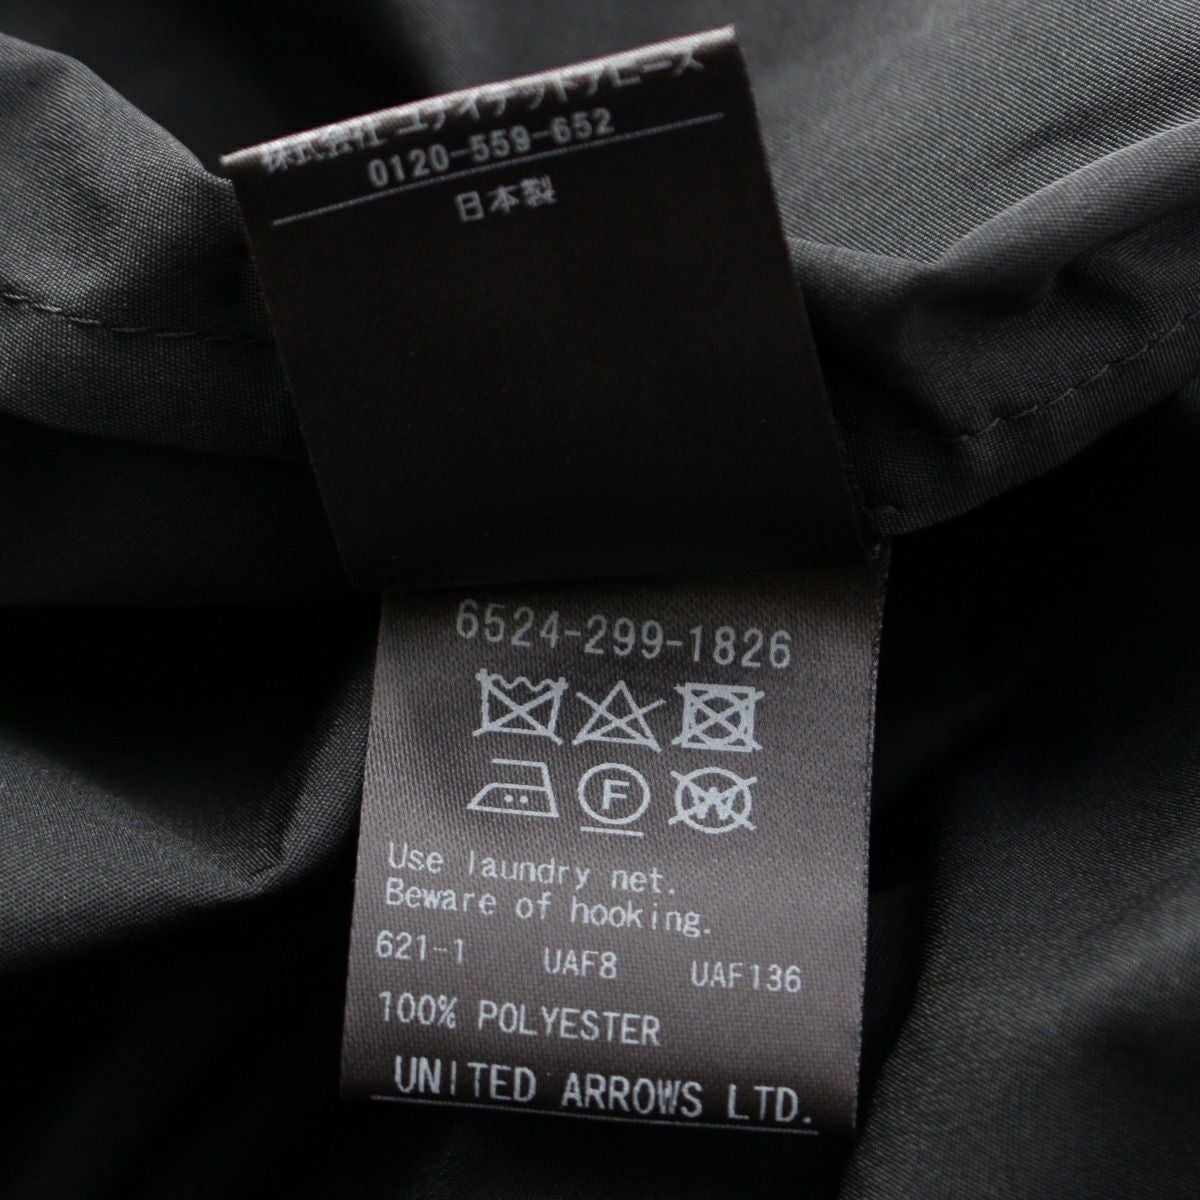 株式会社 ユナイテッドアローズ
0120-559-652
日本製
6524-299-1826
F W
Use laundry net.
Beware of hooking.
621-1 UAF8 UAF136
100% POLYESTER
UNITED ARROWS LTD.